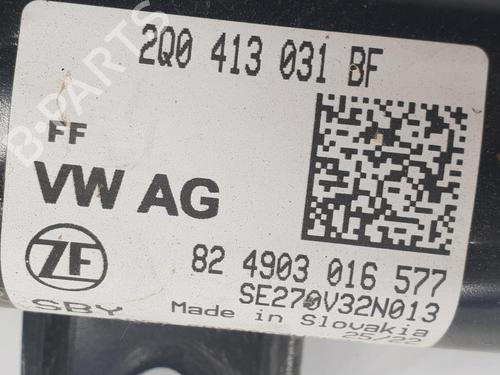 2Q0 413 031 BF
FF
VW AG
ZF
82 4903 016 577
SBY
SE270V32N013
Made in Slovakia
25/22
B-PARTS